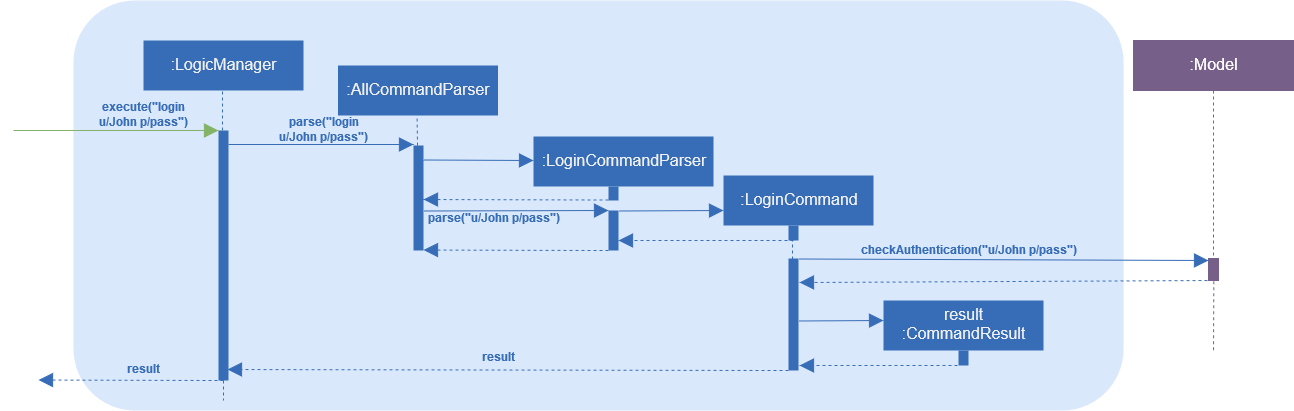 :LogicManager
:Model
:AllCommandParser
execute("login
u/John p/pass")
parse("login
u/John p/pass")
:LoginCommandParser
:LoginCommand
parse("u/John p/pass")
checkAuthentication("u/John p/pass")
result
:CommandResult
result
result